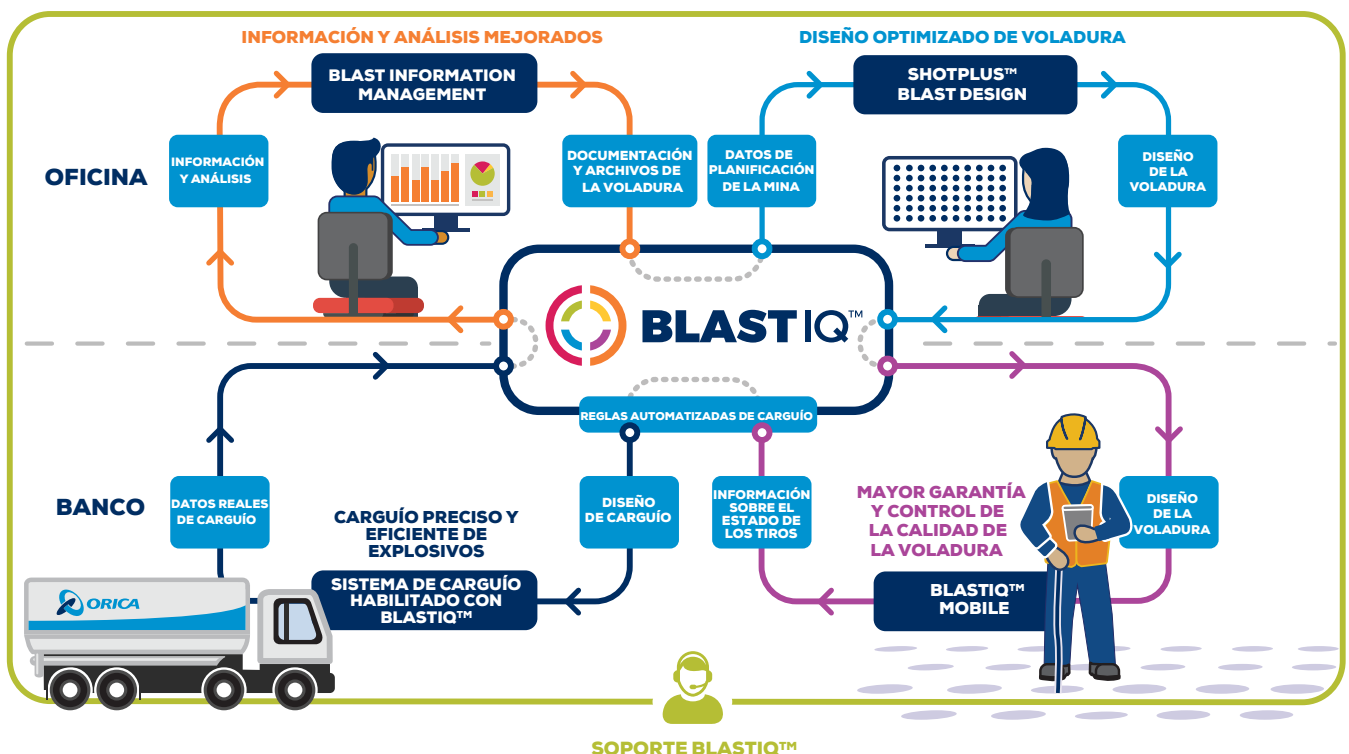 INFORMACIÓN Y ANÁLISIS MEJORADOS
DISEÑO OPTIMIZADO DE VOLADURA
BLAST INFORMATION
MANAGEMENT
SHOTPLUS™
BLAST DESIGN
OFICINA
INFORMACIÓN
Y ANÁLISIS
DOCUMENTACIÓN
Y ARCHIVOS DE
LA VOLADURA
DATOS DE
PLANIFICACIÓN
DE LA MINA
DISEÑO
DE LA
VOLADURA
BLASTIQ™
REGLAS AUTOMATIZADAS DE CARGUÍO
BANCO
DATOS REALES
DE CARGUÍO
CARGUÍO PRECISO Y
EFICIENTE DE
EXPLOSIVOS
DISEÑO
DE CARGUÍO
INFORMACIÓN
SOBRE EL
ESTADO DE
LOS TIROS
MAYOR GARANTÍA
Y CONTROL DE
LA CALIDAD DE
LA VOLADURA
DISEÑO
DE LA
VOLADURA
SISTEMA DE CARGUÍO
HABILITADO CON
BLASTIQ™
BLASTIQ™
MOBILE
ORICA
SOPORTE BLASTIQ™